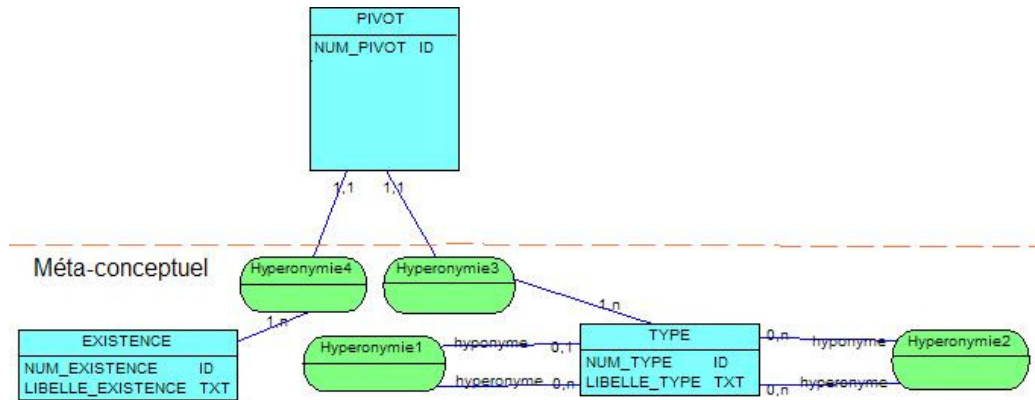 PIVOT
NUM_PIVOT ID
1,1 1,1
Méta-conceptuel
Hyperonymie4 Hyperonymie3
1,n 1,n
EXISTENCE
NUM_EXISTENCE ID
LIBELLE_EXISTENCE TXT
Hyperonymie1
hyponyme 0,1
hyperonyme 0,n
TYPE
NUM_TYPE ID
LIBELLE_TYPE TXT
0,n hyponyme
0,n hyperonyme
Hyperonymie2